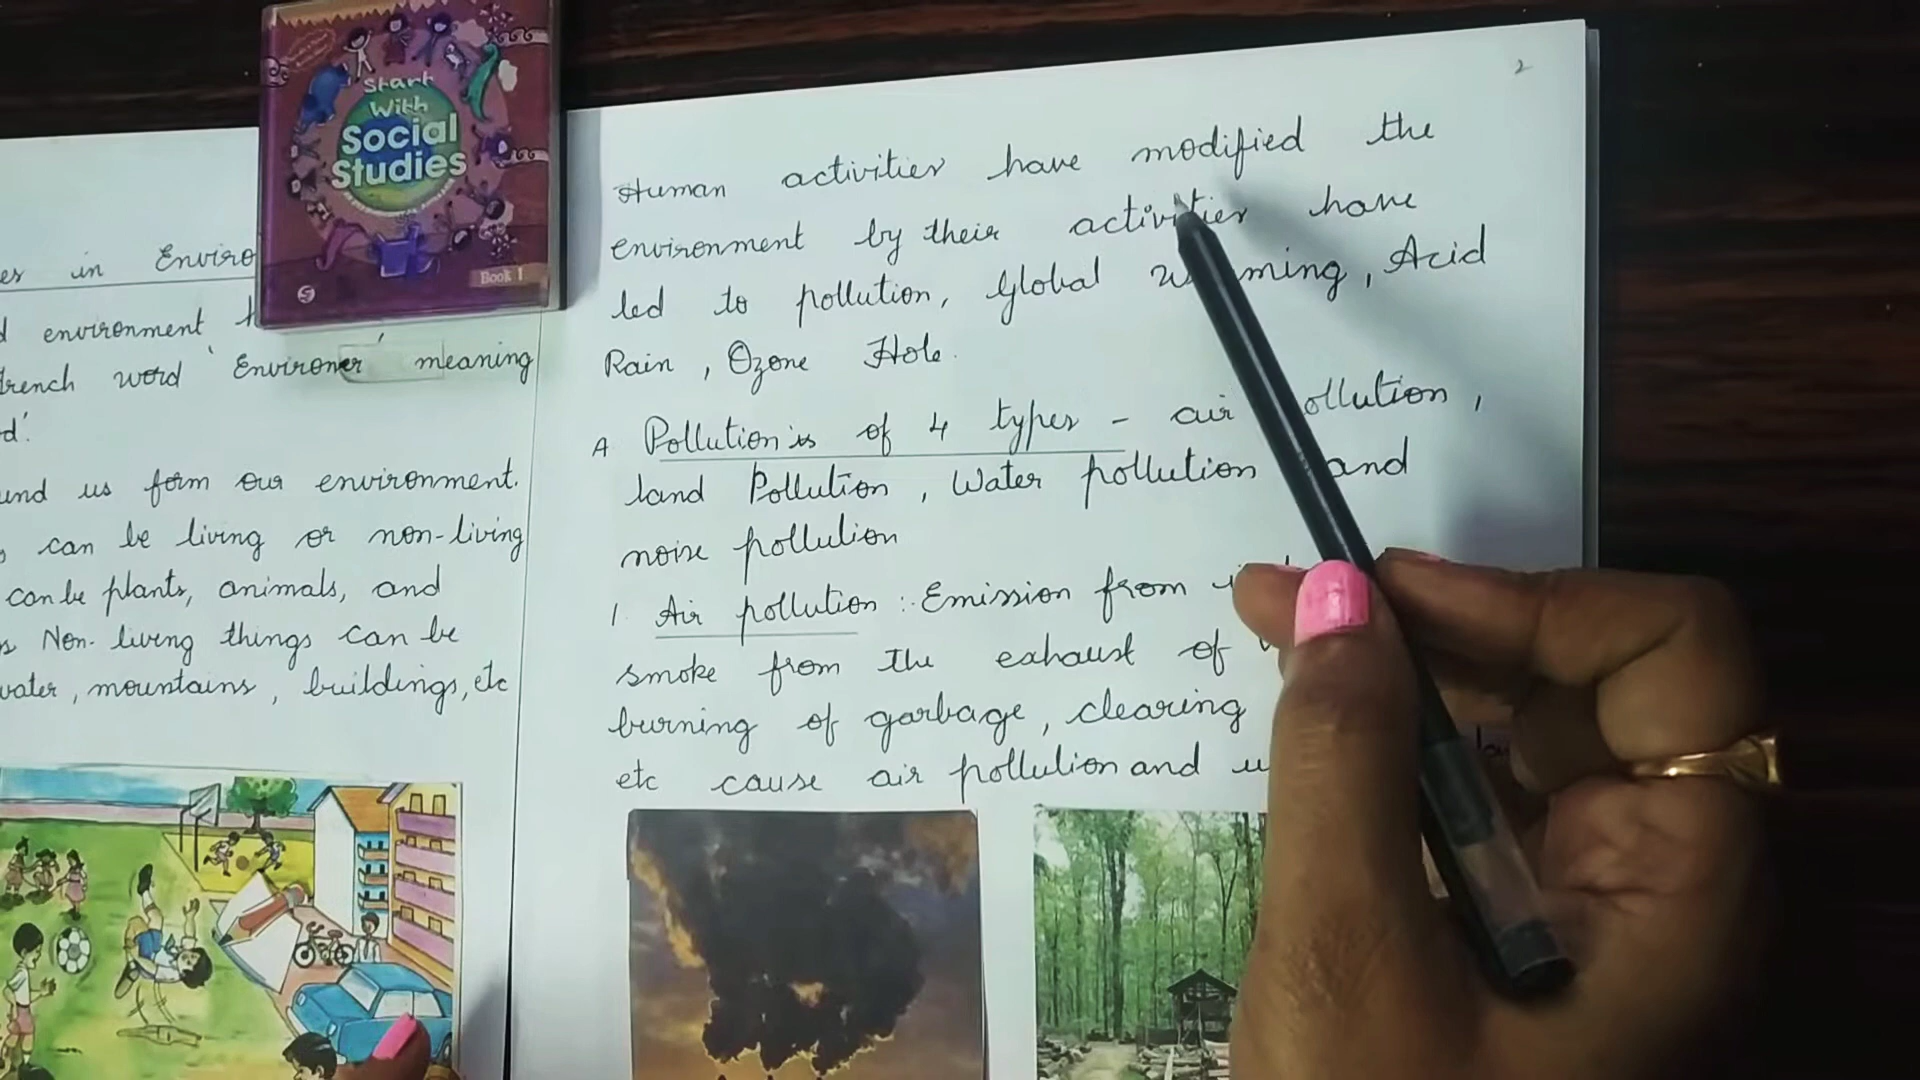 Start
With
Social
Studies
Book 1
in Enviro
environment
French word 'Environer' meaning
us form our environment.
can be living or non-living
can be plants, animals, and
Non-living things can be
water, mountains, buildings, etc
2
Human activities have modified the
environment by their activities have
led to pollution, Global warming, Acid
Rain, Ozone Hole.
A Pollution is of 4 types - air pollution,
land Pollution, Water pollution and
noise pollution
1. Air pollution : Emission from
smoke from the exhaust of
burning of garbage, clearing
etc cause air pollution and